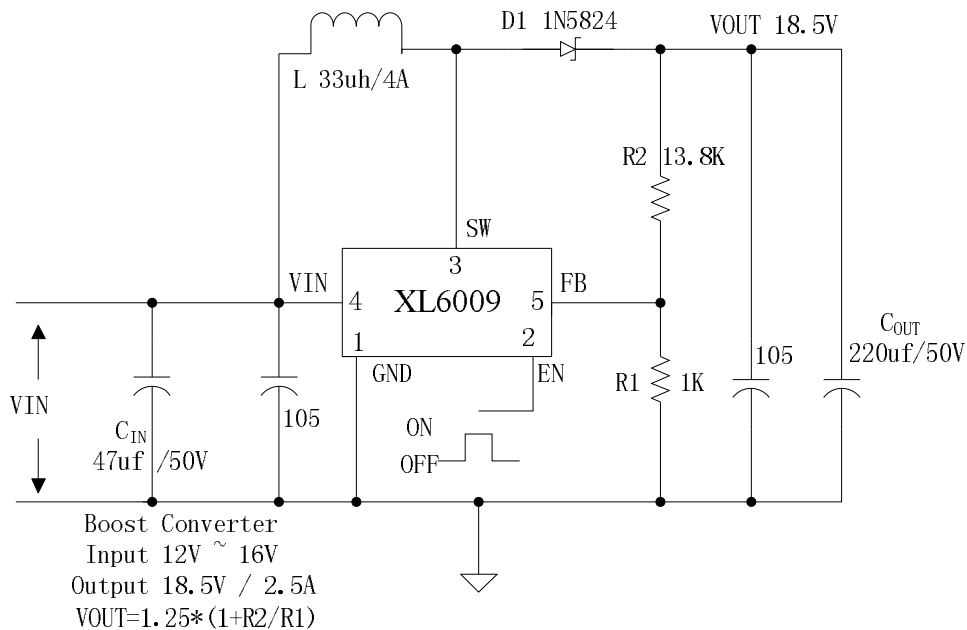 D1 1N5824
VOUT 18.5V
L 33uh/4A
R2 13.8K
SW
3
VIN
4
XL6009
5
FB
1
2
GND
EN
R1 1K
105
COUT
220uf/50V
VIN
CIN
47uf /50V
105
ON
OFF
Boost Converter
Input 12V ~ 16V
Output 18.5V / 2.5A
VOUT=1.25*(1+R2/R1)